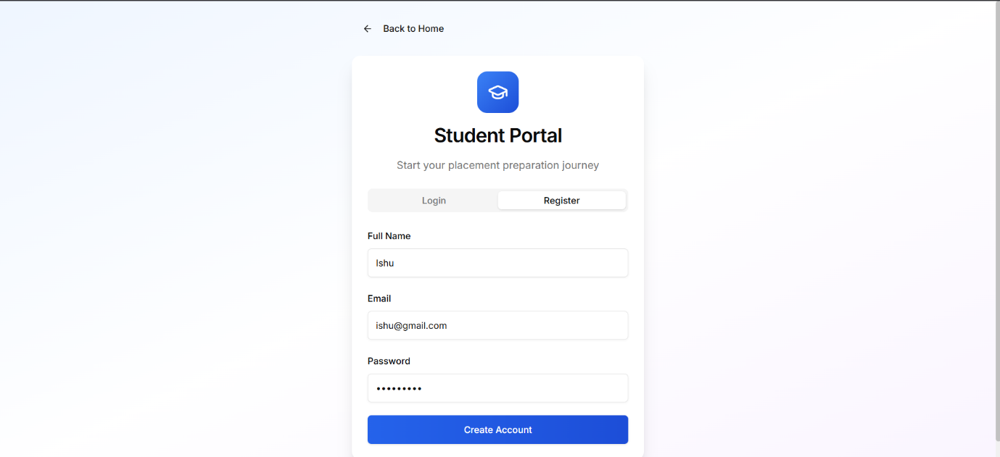 Back to Home
Student Portal
Start your placement preparation journey
Login Register
Full Name
Ishu
Email
ishu@gmail.com
Password
•••••••••
Create Account